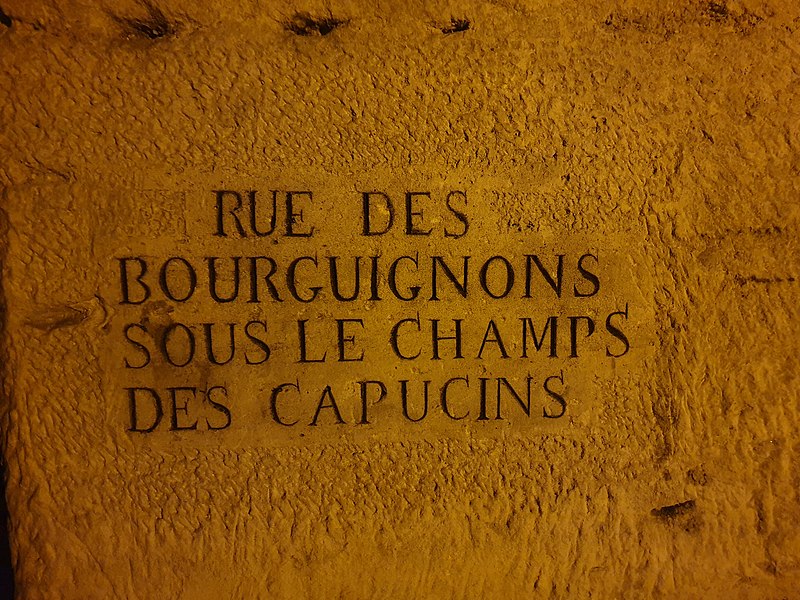 RUE DES
BOURGUIGNONS
SOUS LE CHAMPS
DES CAPUCINS